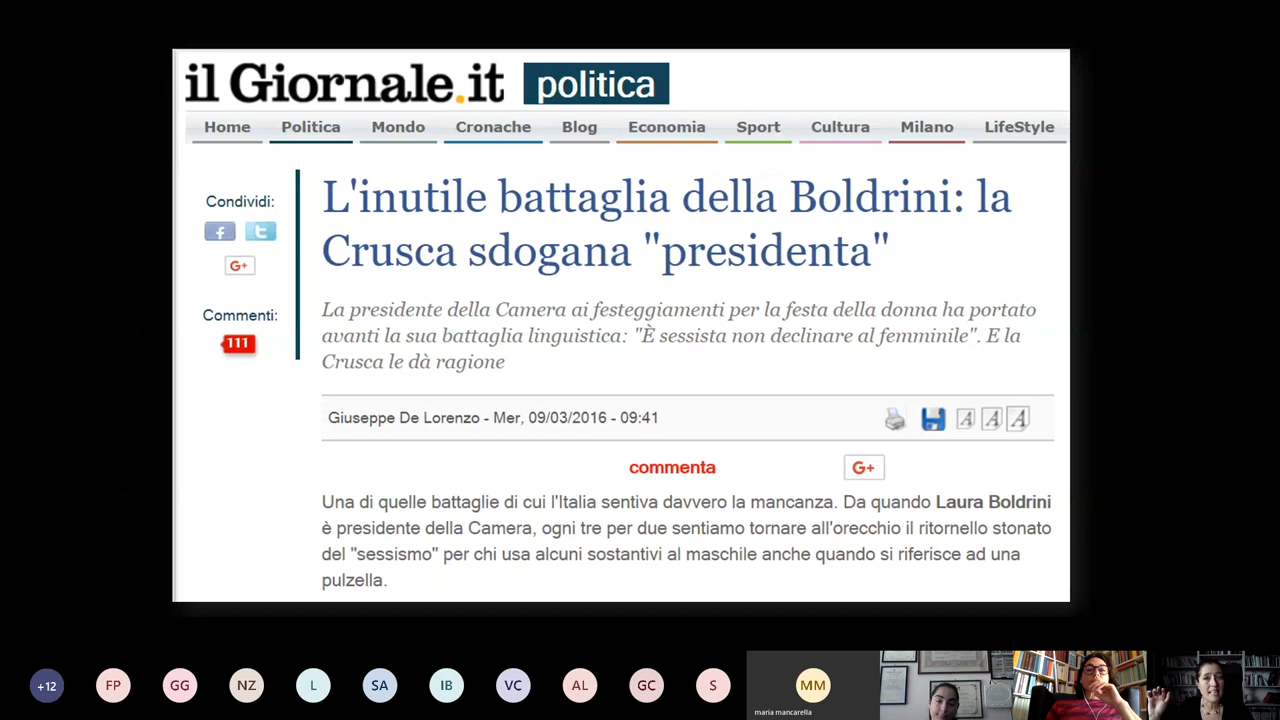 il Giornale.it politica
Home Politica Mondo Cronache Blog Economia Sport Cultura Milano LifeStyle
Condividi:
f t
G+
Commenti:
111
L'inutile battaglia della Boldrini: la
Crusca sdogana "presidenta"
La presidente della Camera ai festeggiamenti per la festa della donna ha portato
avanti la sua battaglia linguistica: "È sessista non declinare al femminile". E la
Crusca le dà ragione
Giuseppe De Lorenzo - Mer, 09/03/2016 - 09:41
A A A
commenta
G+
Una di quelle battaglie di cui l'Italia sentiva davvero la mancanza. Da quando Laura Boldrini
è presidente della Camera, ogni tre per due sentiamo tornare all'orecchio il ritornello stonato
del "sessismo" per chi usa alcuni sostantivi al maschile anche quando si riferisce ad una
pulzella.
+12 FP GG NZ L SA IB VC AL GC S MM
maria mancarella